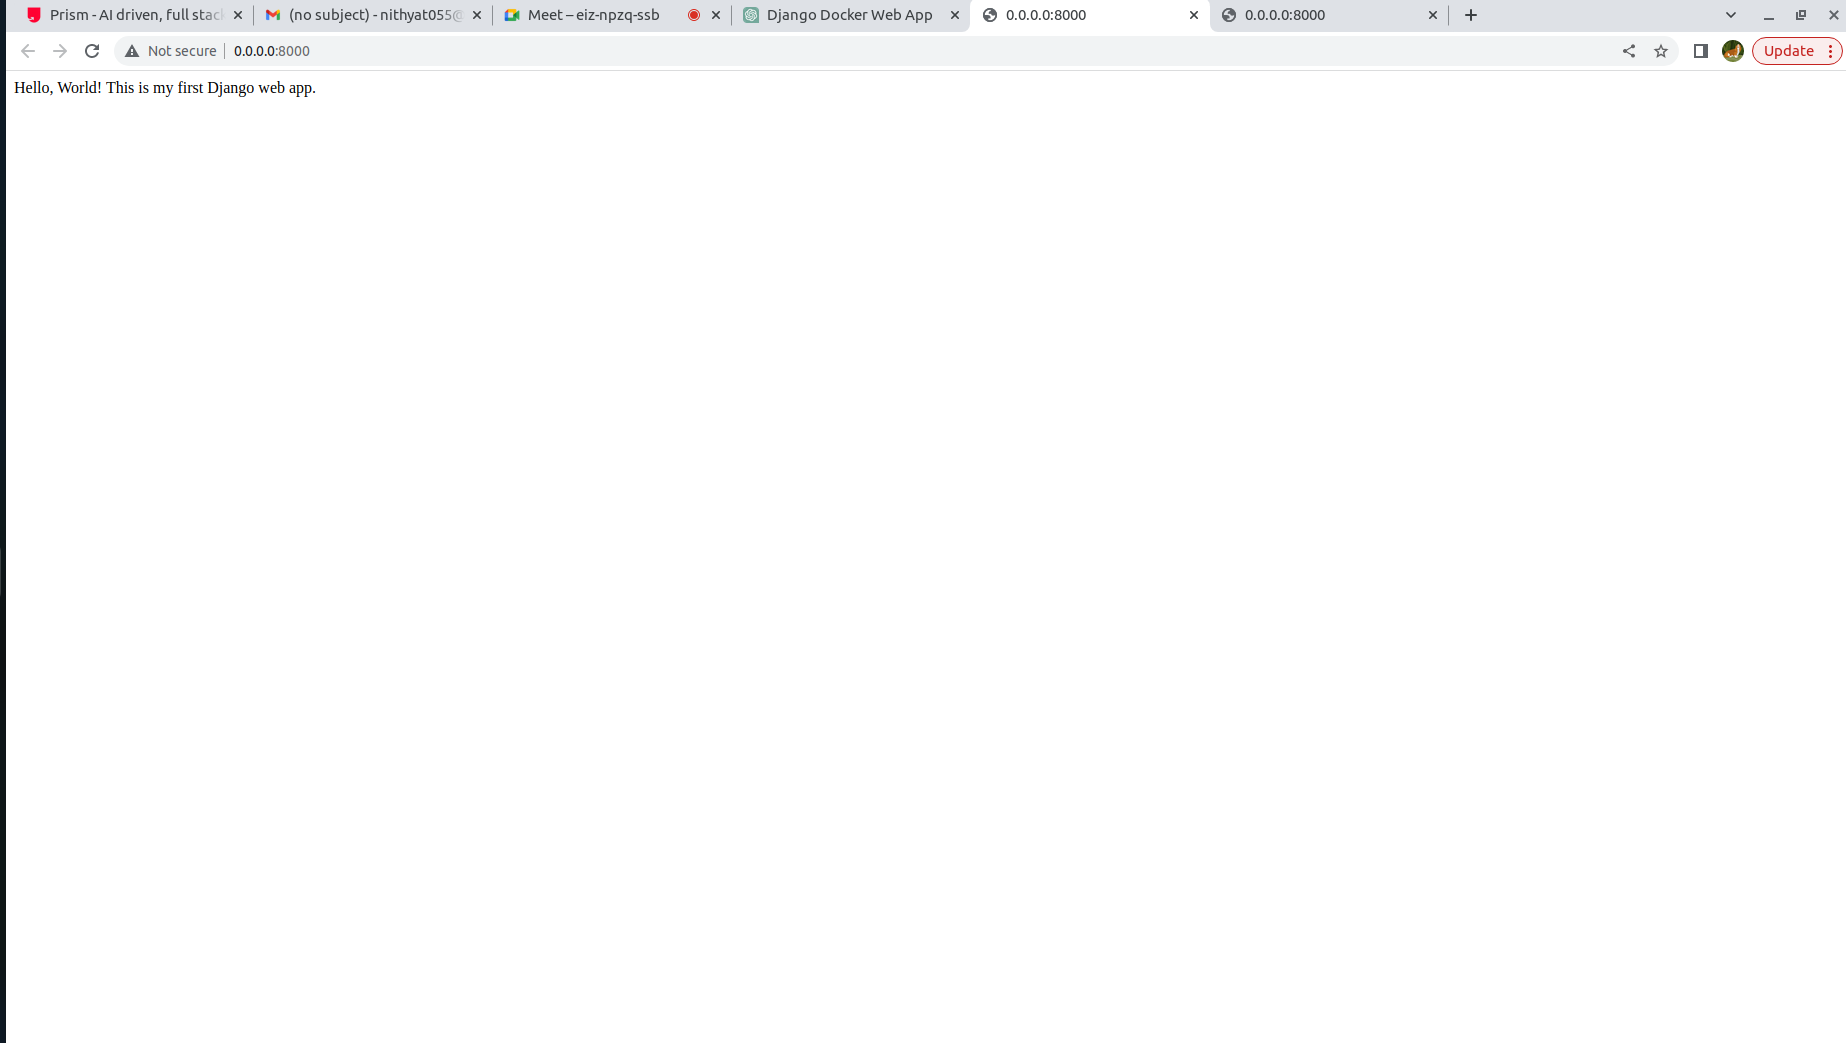 Prism - AI driven, full stac
(no subject) - nithyat055@
Meet – eiz-npzq-ssb
Django Docker Web App
0.0.0.0:8000
0.0.0.0:8000
Not secure
0.0.0.0:8000
Update
Hello, World! This is my first Django web app.